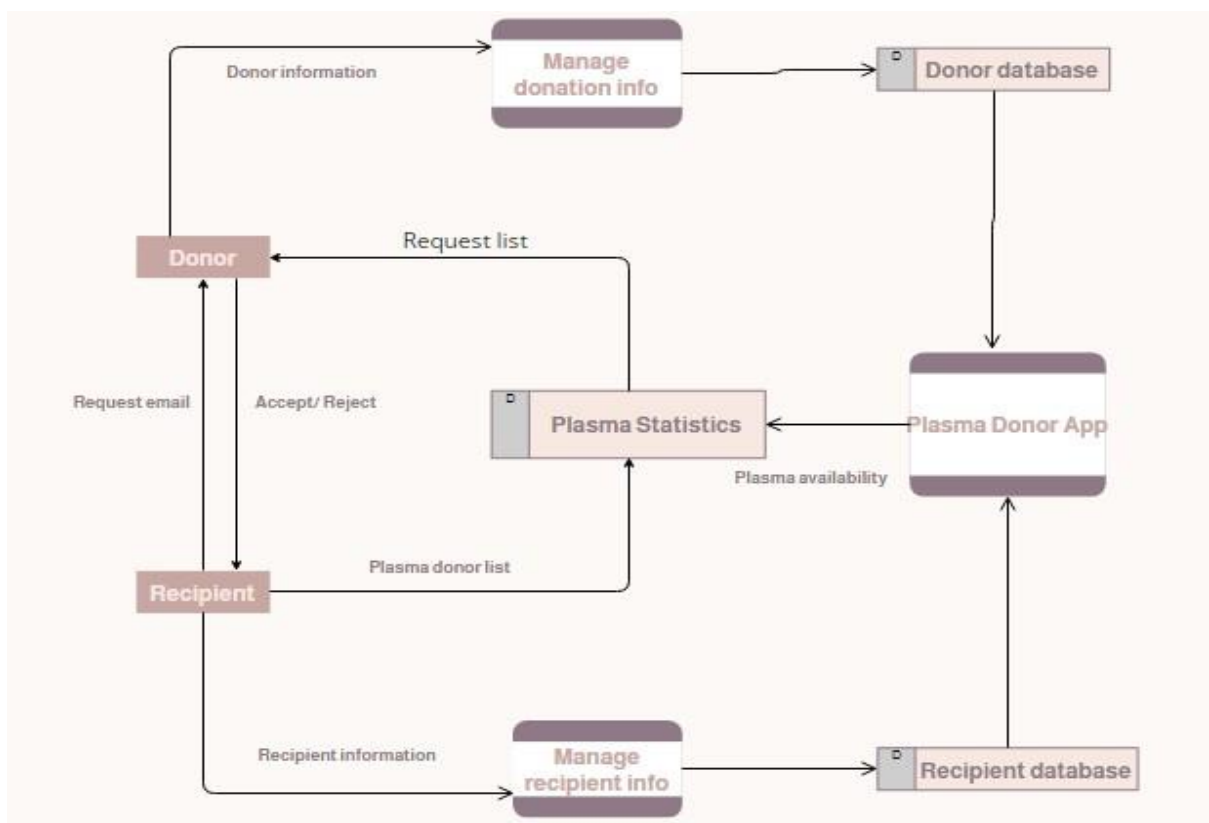 Donor information
Manage
donation info
D
Donor database
Donor
Request list
Request email
Accept/ Reject
D
Plasma Statistics
Plasma Donor App
Plasma availability
Recipient
Plasma donor list
Recipient information
Manage
recipient info
D
Recipient database